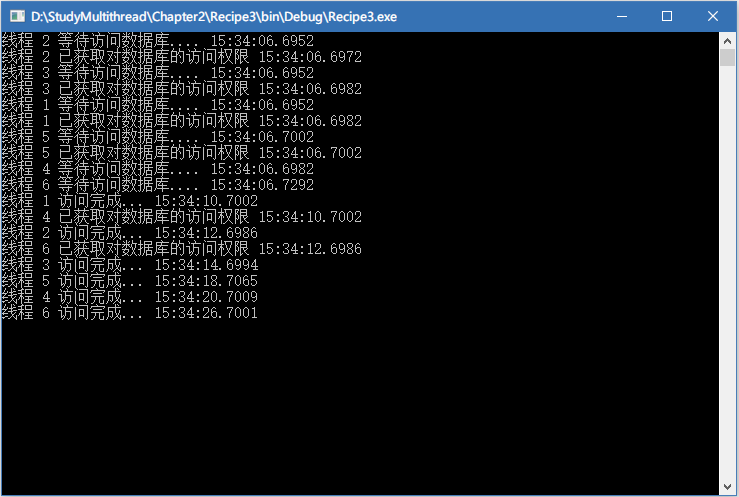 D:\StudyMultithread\Chapter2\Recipe3\bin\Debug\Recipe3.exe
线程 2 等待访问数据库.... 15:34:06.6952
线程 2 已获取对数据库的访问权限 15:34:06.6972
线程 3 等待访问数据库.... 15:34:06.6952
线程 3 已获取对数据库的访问权限 15:34:06.6982
线程 1 等待访问数据库.... 15:34:06.6952
线程 1 已获取对数据库的访问权限 15:34:06.6982
线程 5 等待访问数据库.... 15:34:06.7002
线程 5 已获取对数据库的访问权限 15:34:06.7002
线程 4 等待访问数据库.... 15:34:06.6982
线程 6 等待访问数据库.... 15:34:06.7292
线程 1 访问完成... 15:34:10.7002
线程 4 已获取对数据库的访问权限 15:34:10.7002
线程 2 访问完成... 15:34:12.6986
线程 6 已获取对数据库的访问权限 15:34:12.6986
线程 3 访问完成... 15:34:14.6994
线程 5 访问完成... 15:34:18.7065
线程 4 访问完成... 15:34:20.7009
线程 6 访问完成... 15:34:26.7001